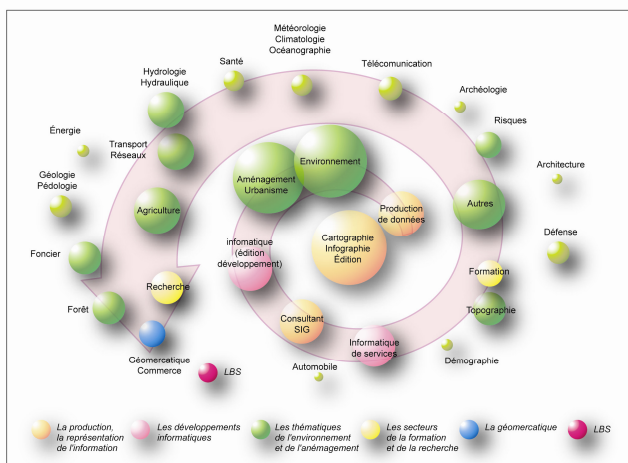 Météorologie
Climatologie
Océanographie
Santé
Télécomunication
Hydrologie
Hydraulique
Archéologie
Risques
Énergie
Transport
Réseaux
Environnement
Architecture
Géologie
Pédologie
Aménagement
Urbanisme
Agriculture
Autres
Production
de données
Foncier
infomatique (édition
développement)
Cartographie
Infographie
Édition
Défense
Formation
Recherche
Forêt
Topographie
Consultant
SIG
Informatique
de services
Géomercatique
Commerce
LBS
Automobile
Démographie
La production,
la représentation
de l'information
Les développements
informatiques
Les thématiques
de l'environnement
et de l'anémagement
Les secteurs
de la formation
et de la recherche
La géomercatique
LBS